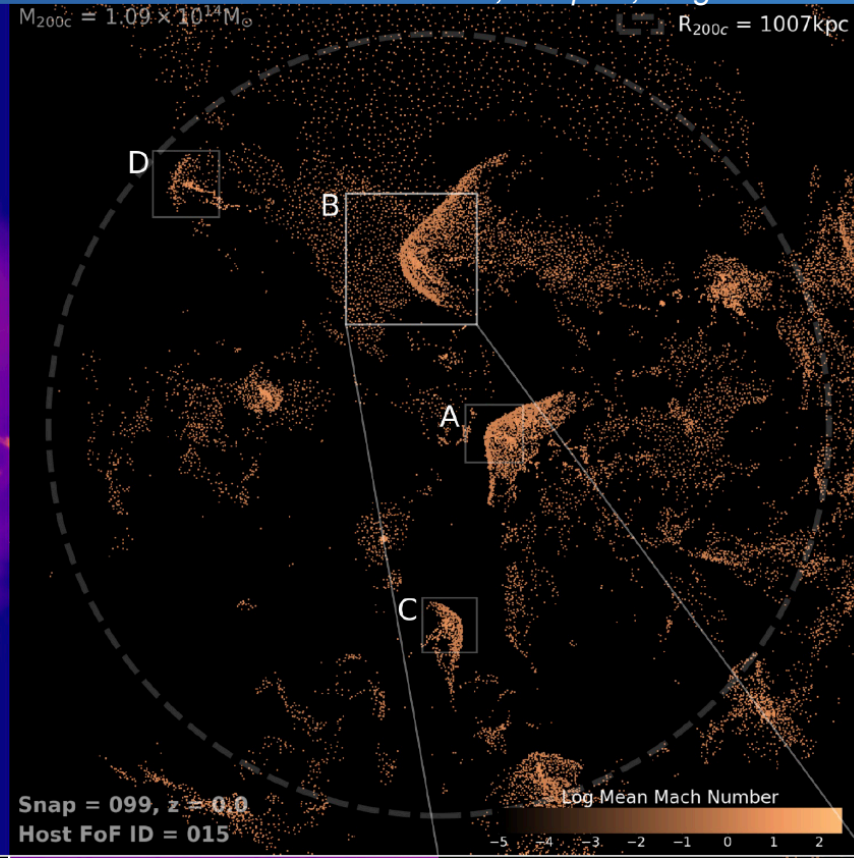 M200c = 1.09 × 10^14 M⊙
R200c = 1007kpc
D
B
A
C
Snap = 099, z = 0.0
Host FoF ID = 015
Log Mean Mach Number
−5 −4 −3 −2 −1 0 1 2